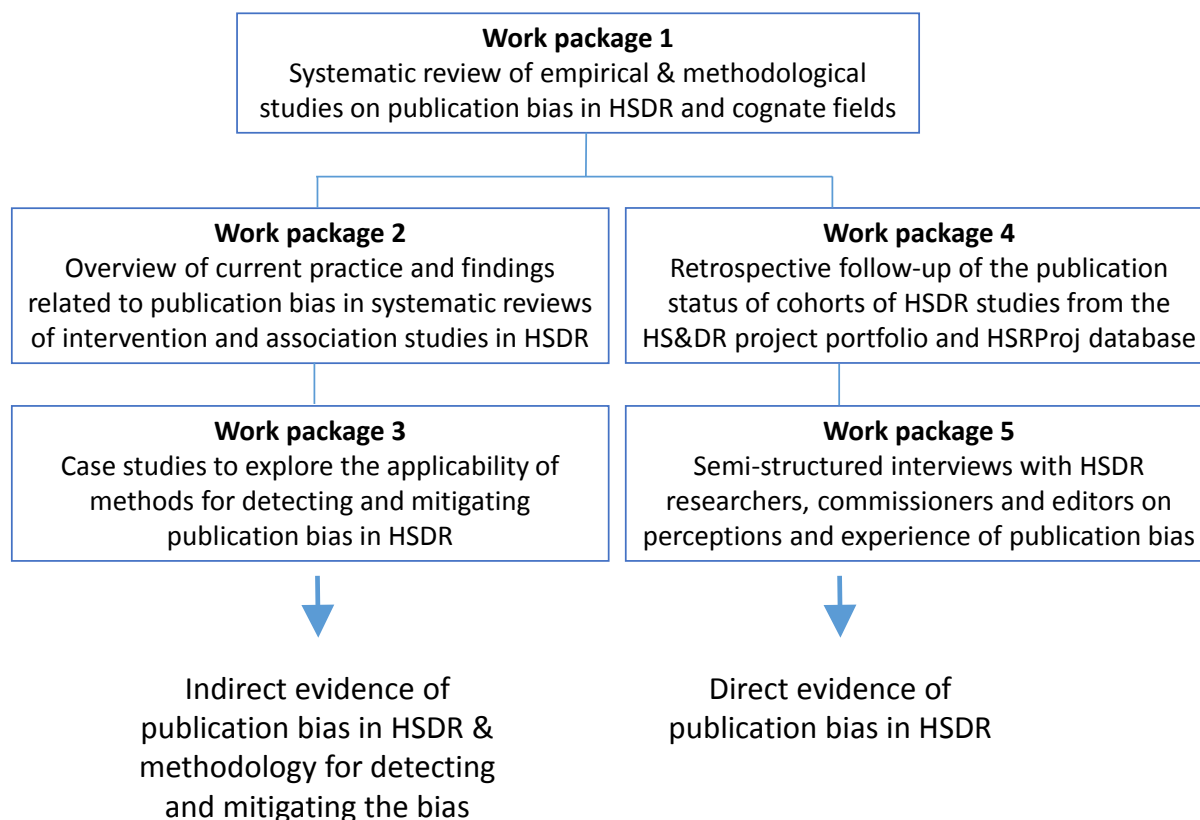 Work package 1
Systematic review of empirical & methodological
studies on publication bias in HSDR and cognate fields
Work package 2
Overview of current practice and findings
related to publication bias in systematic reviews
of intervention and association studies in HSDR
Work package 4
Retrospective follow-up of the publication
status of cohorts of HSDR studies from the
HS&DR project portfolio and HSRProj database
Work package 3
Case studies to explore the applicability of
methods for detecting and mitigating
publication bias in HSDR
Work package 5
Semi-structured interviews with HSDR
researchers, commissioners and editors on
perceptions and experience of publication bias
Indirect evidence of
publication bias in HSDR &
methodology for detecting
and mitigating the bias
Direct evidence of
publication bias in HSDR